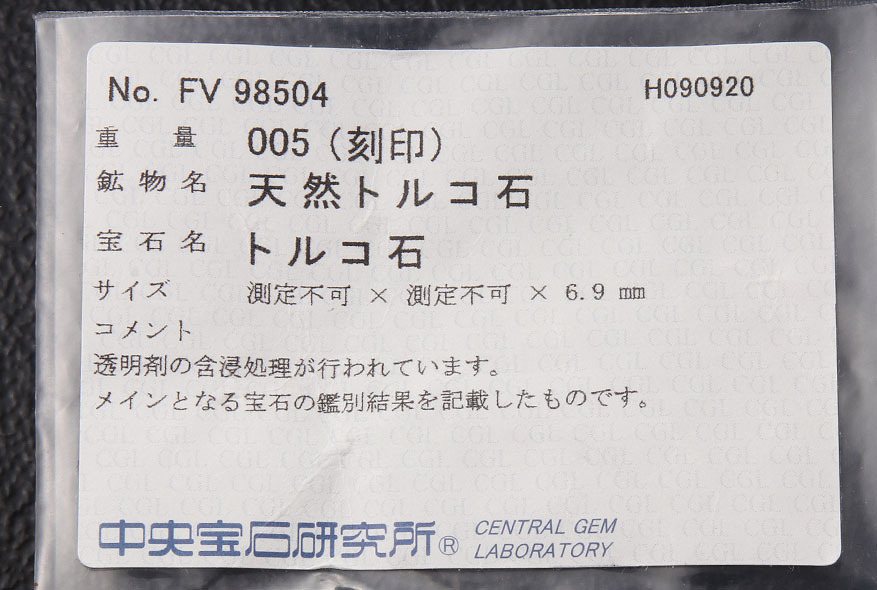 No. FV 98504 H090920
重量 005 (刻印)
鉱物名 天然トルコ石
宝石名 トルコ石
サイズ 測定不可 × 測定不可 × 6.9 mm
コメント
透明剤の含浸処理が行われています。
メインとなる宝石の鑑別結果を記載したものです。
中央宝石研究所® CENTRAL GEM LABORATORY